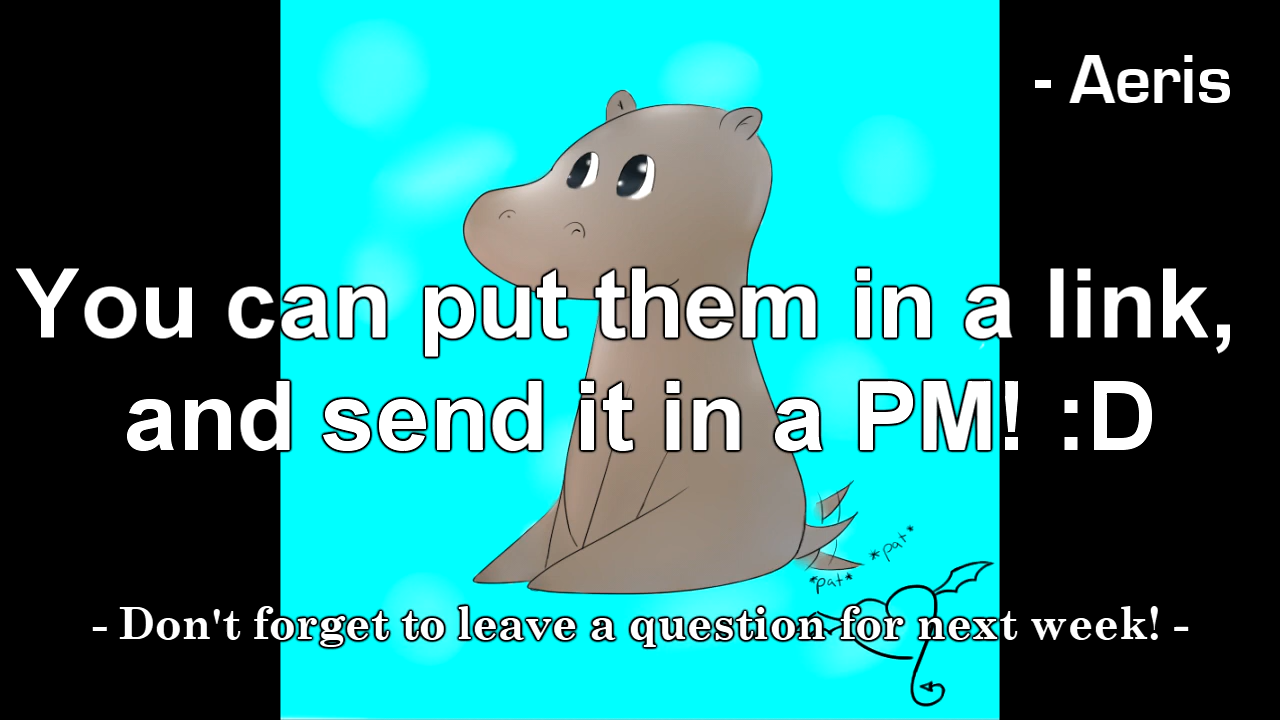 - Aeris
You can put them in a link,
and send it in a PM! :D
*pat*
*pat*
- Don't forget to leave a question for next week! -